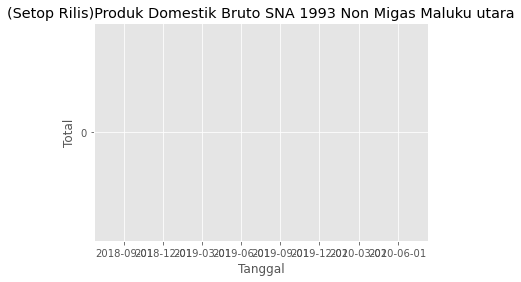 (Setop Rilis)Produk Domestik Bruto SNA 1993 Non Migas Maluku utara
Total
0
2018-09-01 2018-12-01 2019-03-01 2019-06-01 2019-09-01 2019-12-01 2020-03-01 2020-06-01
Tanggal